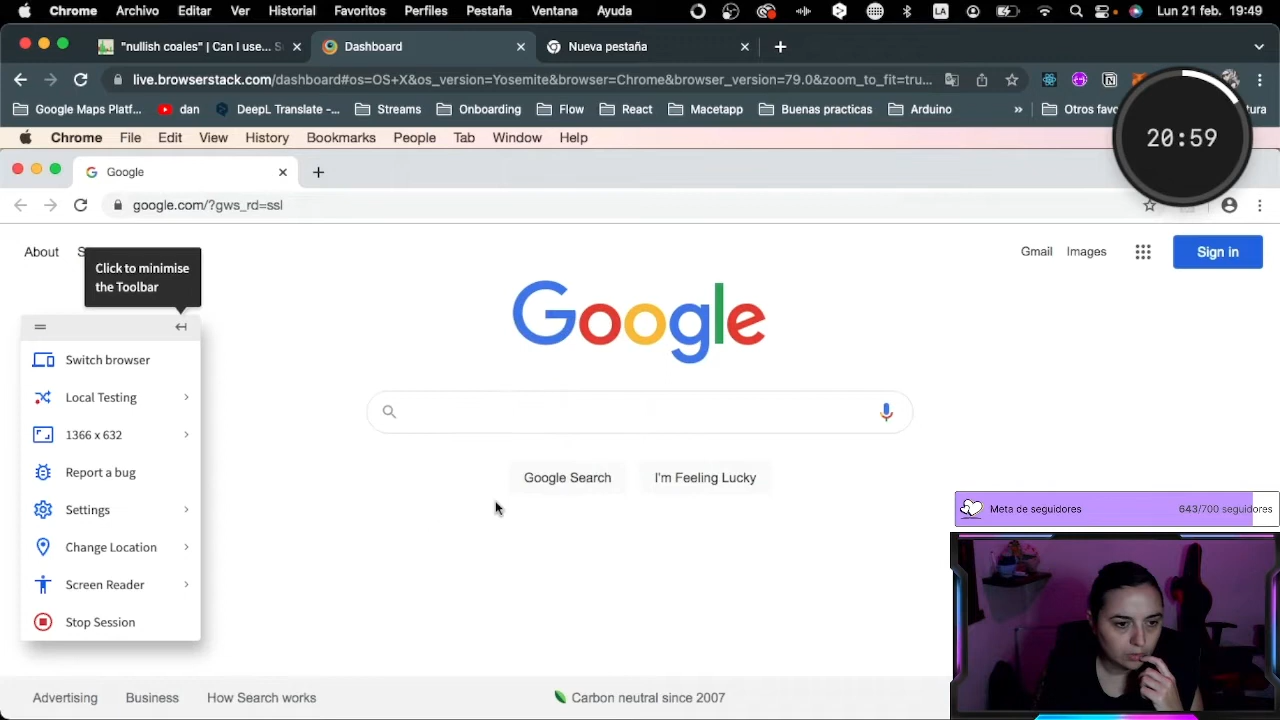 Chrome Archivo Editar Ver Historial Favoritos Perfiles Pestaña Ventana Ayuda LA Lun 21 feb. 19:49
"nullish coales" | Can I use... S
Dashboard
Nueva pestaña
live.browserstack.com/dashboard#os=OS+X&os_version=Yosemite&browser=Chrome&browser_version=79.0&zoom_to_fit=tru...
Google Maps Platf... dan DeepL Translate -... Streams Onboarding Flow React Macetapp Buenas practicas Arduino » Otros favo tura
20:59
Chrome File Edit View History Bookmarks People Tab Window Help
Google
google.com/?gws_rd=ssl
About S
Gmail Images Sign in
Click to minimise
the Toolbar
Google
Switch browser
Local Testing
1366 x 632
Report a bug
Settings
Change Location
Screen Reader
Stop Session
Google Search I'm Feeling Lucky
Meta de seguidores 643/700 seguidores
Advertising Business How Search works Carbon neutral since 2007